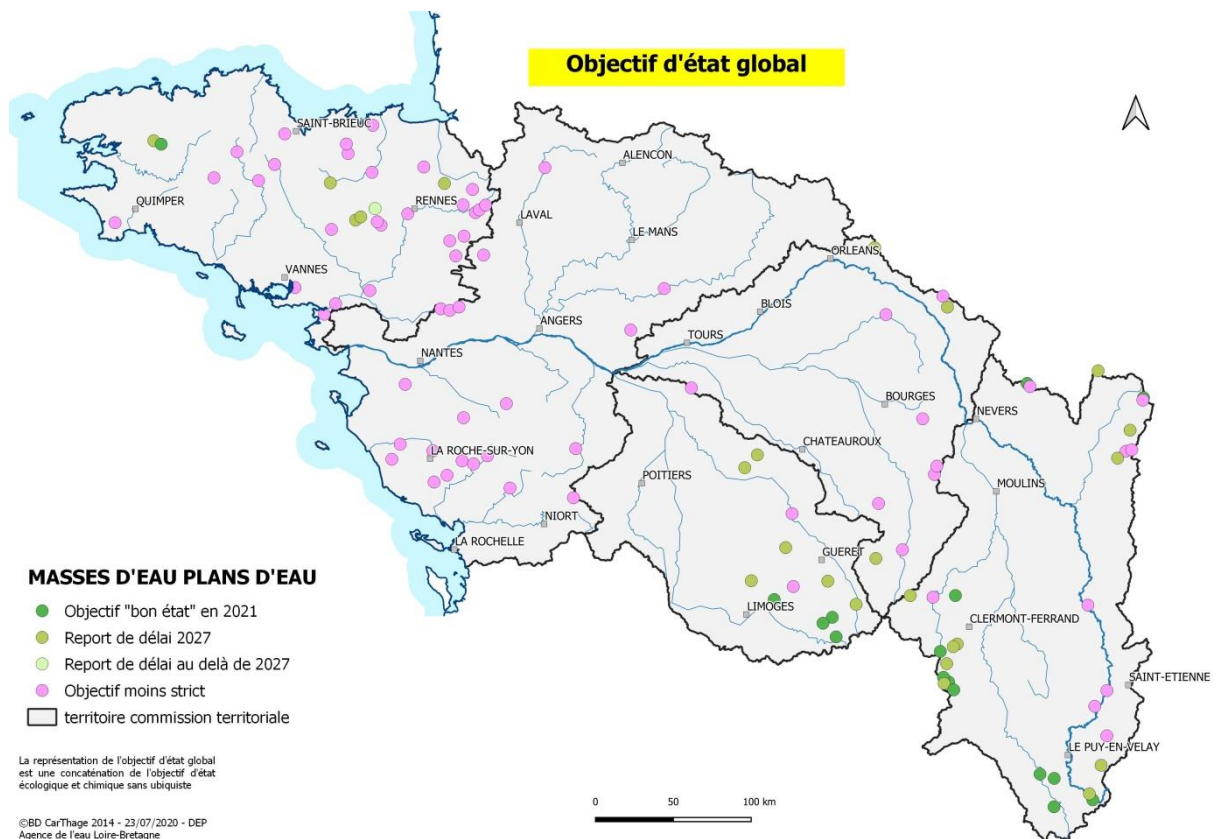 Objectif d'état global
SAINT-BRIEUC
ALENCON
QUIMPER
RENNES
LAVAL
LE-MANS
ORLEANS
VANNES
BLOIS
ANGERS
TOURS
NANTES
BOURGES
NEVERS
LA ROCHE-SUR-YON
CHATEAUROUX
POITIERS
MOULINS
NIORT
LA ROCHELLE
GUERET
LIMOGES
CLERMONT-FERRAND
SAINT-ETIENNE
LE PUY-EN-VELAY
MASSES D'EAU PLANS D'EAU
Objectif "bon état" en 2021
Report de délai 2027
Report de délai au delà de 2027
Objectif moins strict
territoire commission territoriale
La représentation de l'objectif d'état global
est une concaténation de l'objectif d'état
écologique et chimique sans ubiquiste
0 50 100 km
©BD CarThage 2014 - 23/07/2020 - DEP
Agence de l'eau Loire-Bretagne